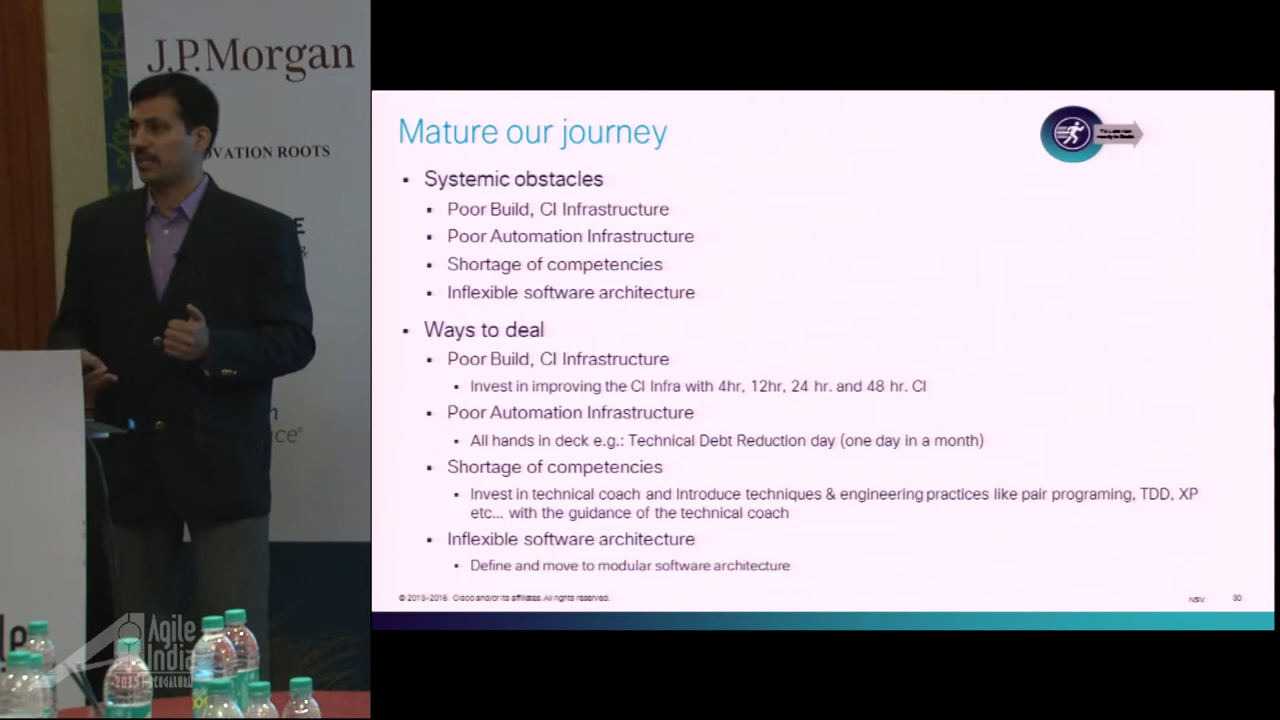 J.P.Morgan
OVATION ROOTS
E
&
ce®
Agile
India
2015 BENGALURU
Mature our journey
• Systemic obstacles
▪ Poor Build, CI Infrastructure
▪ Poor Automation Infrastructure
▪ Shortage of competencies
▪ Inflexible software architecture
• Ways to deal
▪ Poor Build, CI Infrastructure
▪ Invest in improving the CI Infra with 4hr, 12hr, 24 hr. and 48 hr. CI
▪ Poor Automation Infrastructure
▪ All hands in deck e.g.: Technical Debt Reduction day (one day in a month)
▪ Shortage of competencies
▪ Invest in technical coach and Introduce techniques & engineering practices like pair programing, TDD, XP
etc... with the guidance of the technical coach
▪ Inflexible software architecture
▪ Define and move to modular software architecture
© 2013-2016 Cisco and/or its affiliates. All rights reserved.
NSV
30